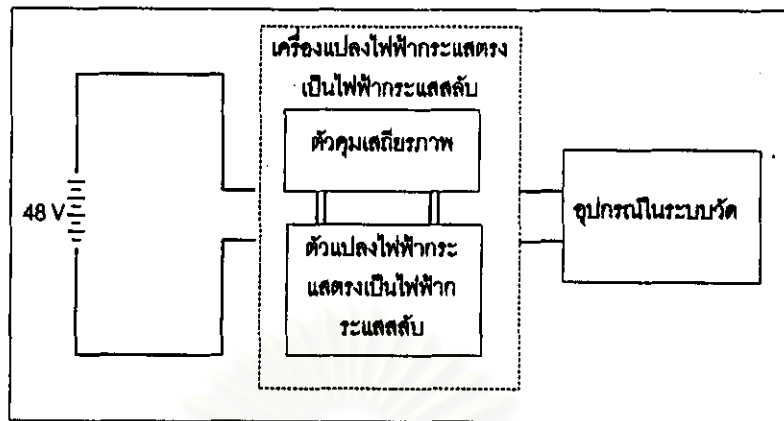 เครื่องแปลงไฟฟ้ากระแสตรง
เป็นไฟฟ้ากระแสสลับ
ตัวคุมเสถียรภาพ
48 V
อุปกรณ์ในระบบวัด
ตัวแปลงไฟฟ้ากระ
แสตรงเป็นไฟฟ้าก
ระแสสลับ